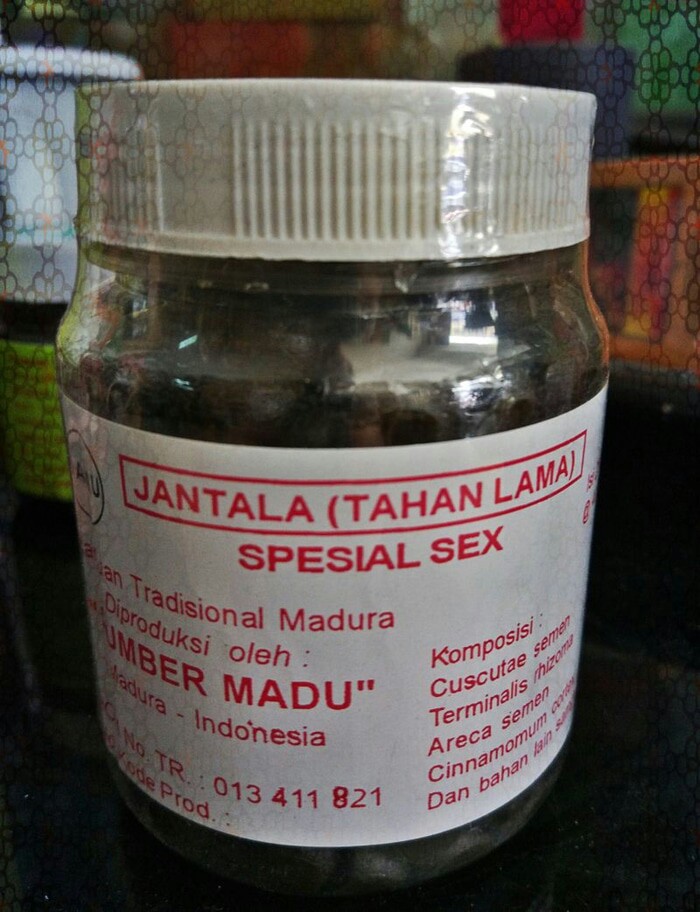 JANTALA (TAHAN LAMA)
SPESIAL SEX
Tradisional Madura
Diproduksi oleh :
UMBER MADU"
Madura - Indonesia
No. TR. : 013 411 821
Kode Prod. :
Komposisi :
Cuscutae semen
Terminalis rhizoma
Areca semen
Cinnamomum
Dan bahan lain